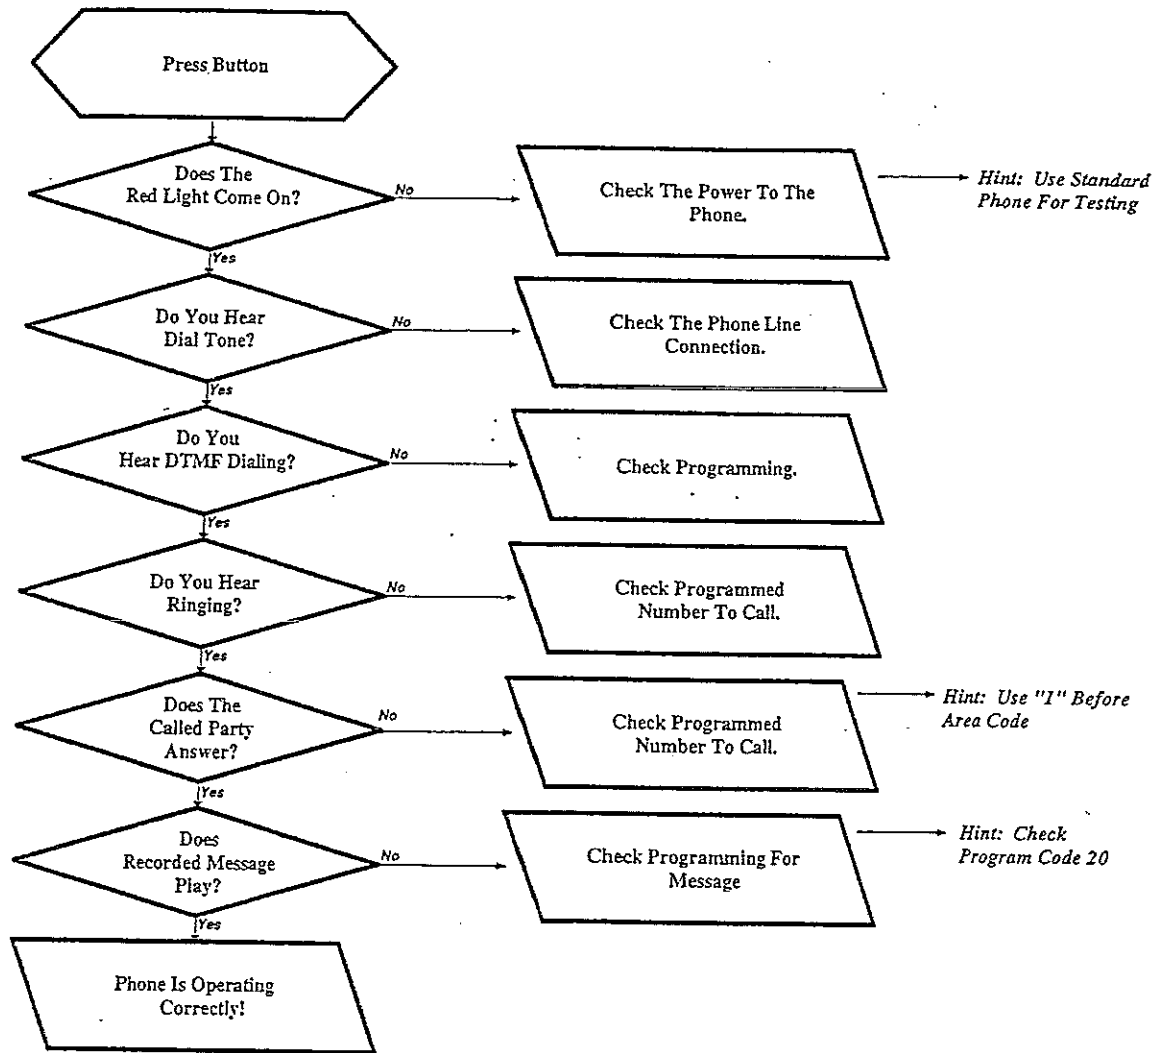 Press Button
Does The
Red Light Come On?
No
Check The Power To The
Phone.
Hint: Use Standard
Phone For Testing
Yes
Do You Hear
Dial Tone?
No
Check The Phone Line
Connection.
Yes
Do You
Hear DTMF Dialing?
No
Check Programming.
Yes
Do You Hear
Ringing?
No
Check Programmed
Number To Call.
Yes
Does The
Called Party
Answer?
No
Check Programmed
Number To Call.
Hint: Use "1" Before
Area Code
Yes
Does
Recorded Message
Play?
No
Check Programming For
Message
Hint: Check
Program Code 20
Yes
Phone Is Operating
Correctly!